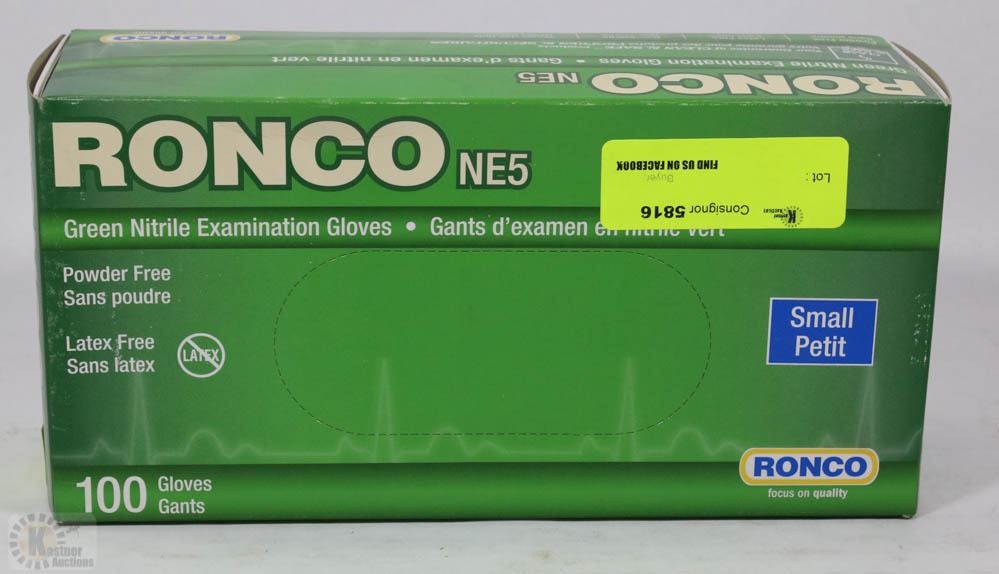 Green Nitrile Examination Gloves • Gants d'examen en nitrile vert
RONCO NE5
RONCO NE5
FIND US ON FACEBOOK
Buyer
Lot :
Consignor 5816
Kastner
Auctions
Green Nitrile Examination Gloves • Gants d'examen en nitrile vert
Powder Free
Sans poudre
Latex Free
Sans latex
LATEX
Small
Petit
RONCO
focus on quality
100 Gloves
Gants
Kastner
Auctions